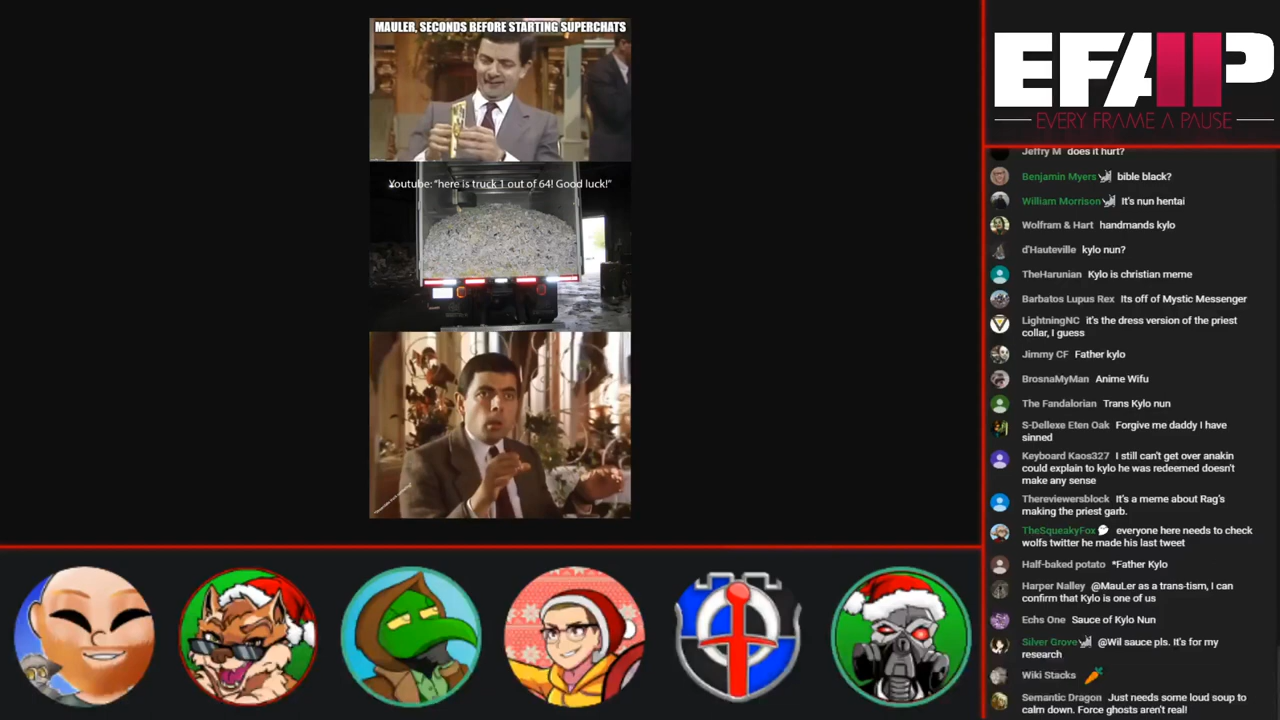 MAULER, SECONDS BEFORE STARTING SUPERCHATS
Youtube: "here is truck 1 out of 64! Good luck!"
EFAP
EVERY FRAME A PAUSE
Jeffry M does it hurt?
Benjamin Myers bible black?
William Morrison It's nun hentai
Wolfram & Hart handmands kylo
d'Hauteville kylo nun?
TheHarunian Kylo is christian meme
Barbatos Lupus Rex Its off of Mystic Messenger
LightningNC it's the dress version of the priest
collar, I guess
Jimmy CF Father kylo
BrosnaMyMan Anime Wifu
The Fandalorian Trans Kylo nun
S-Dellexe Eten Oak Forgive me daddy I have
sinned
Keyboard Kaos327 I still can't get over anakin
could explain to kylo he was redeemed doesn't
make any sense
Thereviewersblock It's a meme about Rag's
making the priest garb.
TheSqueakyFox everyone here needs to check
wolfs twitter he made his last tweet
Half-baked potato *Father Kylo
Harper Nalley @MauLer as a trans-tism, I can
confirm that Kylo is one of us
Echs One Sauce of Kylo Nun
Silver Grove @Wil sauce pls. It's for my
research
Wiki Stacks
Semantic Dragon Just needs some loud soup to
calm down. Force ghosts aren't real!